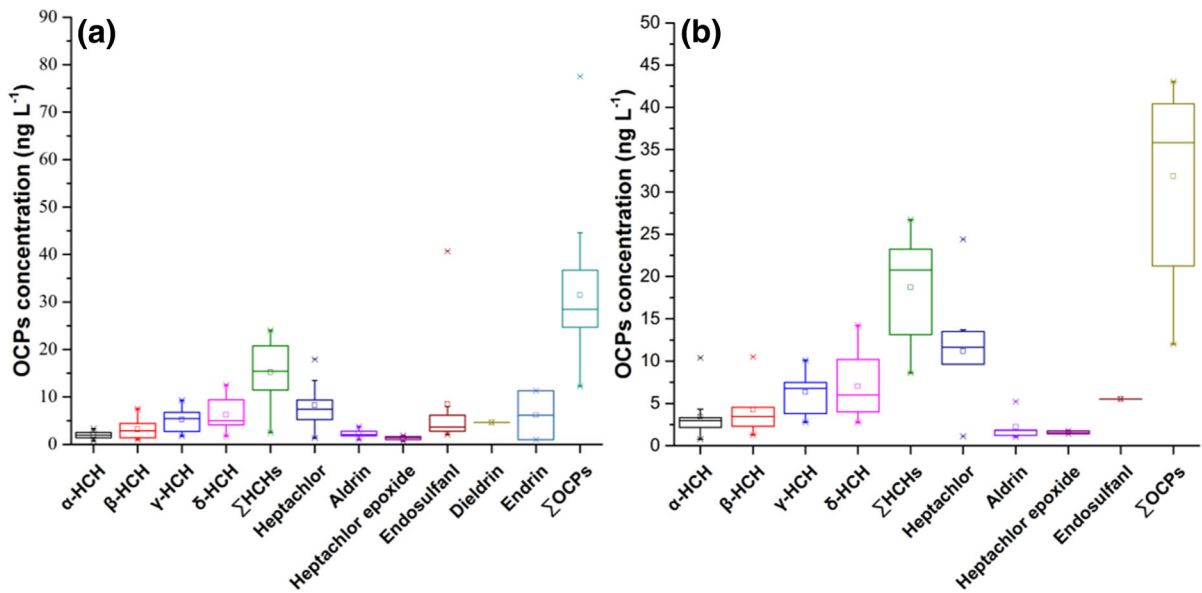 (a)
OCPs concentration (ng L⁻¹)
90
80
70
60
50
40
30
20
10
0
α-HCH
β-HCH
γ-HCH
δ-HCH
∑HCHs
Heptachlor
Aldrin
Heptachlor epoxide
EndosulfanI
Dieldrin
Endrin
∑OCPs
(b)
OCPs concentration (ng L⁻¹)
50
45
40
35
30
25
20
15
10
5
0
α-HCH
β-HCH
γ-HCH
δ-HCH
∑HCHs
Heptachlor
Aldrin
Heptachlor epoxide
EndosulfanI
∑OCPs